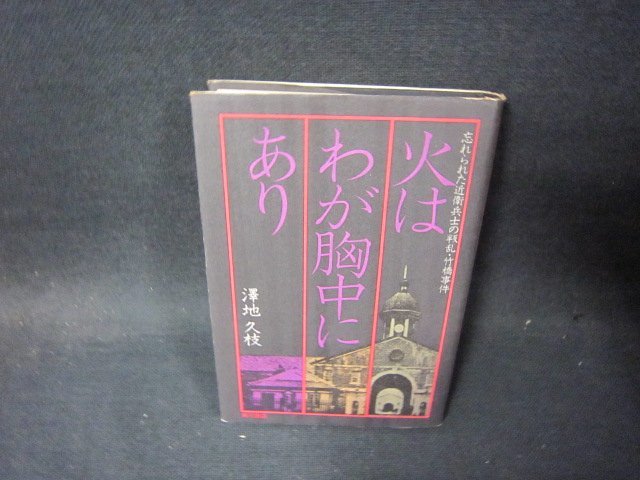 忘れられた近衛兵士の叛乱・竹橋事件
火は
わが胸中に
あり
澤地久枝